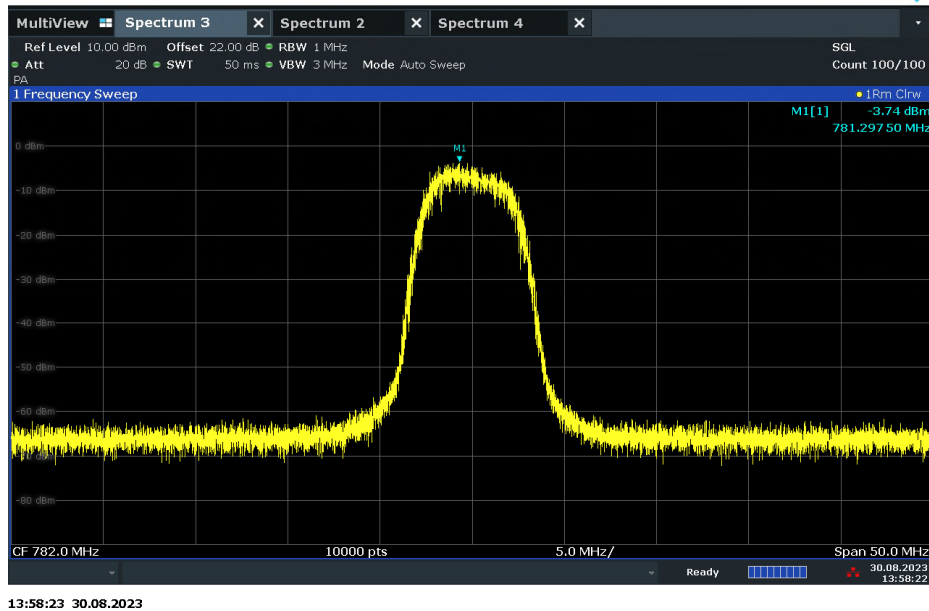 MultiView Spectrum 3 X Spectrum 2 X Spectrum 4 X
Ref Level 10.00 dBm Offset 22.00 dB RBW 1 MHz SGL
Att 20 dB SWT 50 ms VBW 3 MHz Mode Auto Sweep Count 100/100
PA
1 Frequency Sweep 1Rm Clrw
M1[1] -3.74 dBm
781.29750 MHz
0 dBm
M1
-10 dBm
-20 dBm
-30 dBm
-40 dBm
-50 dBm
-60 dBm
-80 dBm
CF 782.0 MHz 10000 pts 5.0 MHz/ Span 50.0 MHz
Ready 30.08.2023
13:58:22
13:58:23 30.08.2023